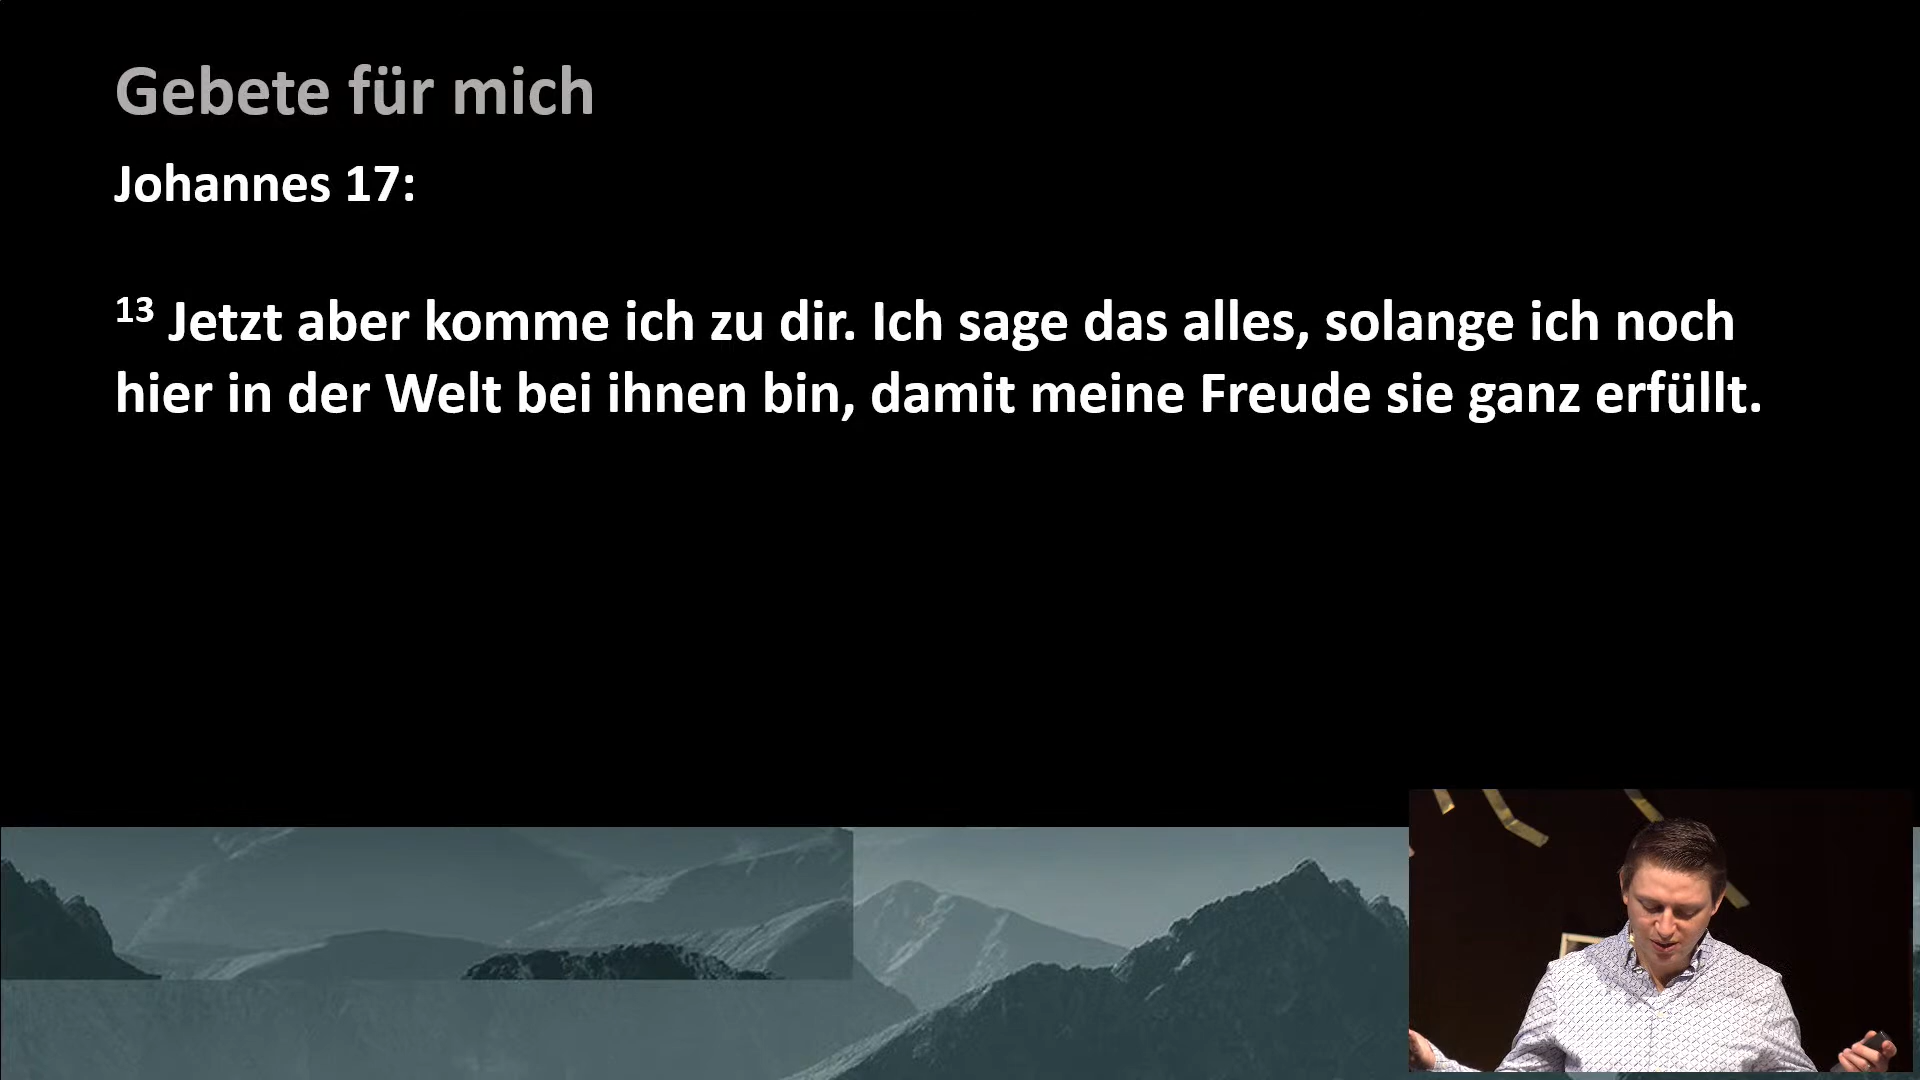 Gebete für mich
Johannes 17:
13 Jetzt aber komme ich zu dir. Ich sage das alles, solange ich noch
hier in der Welt bei ihnen bin, damit meine Freude sie ganz erfüllt.